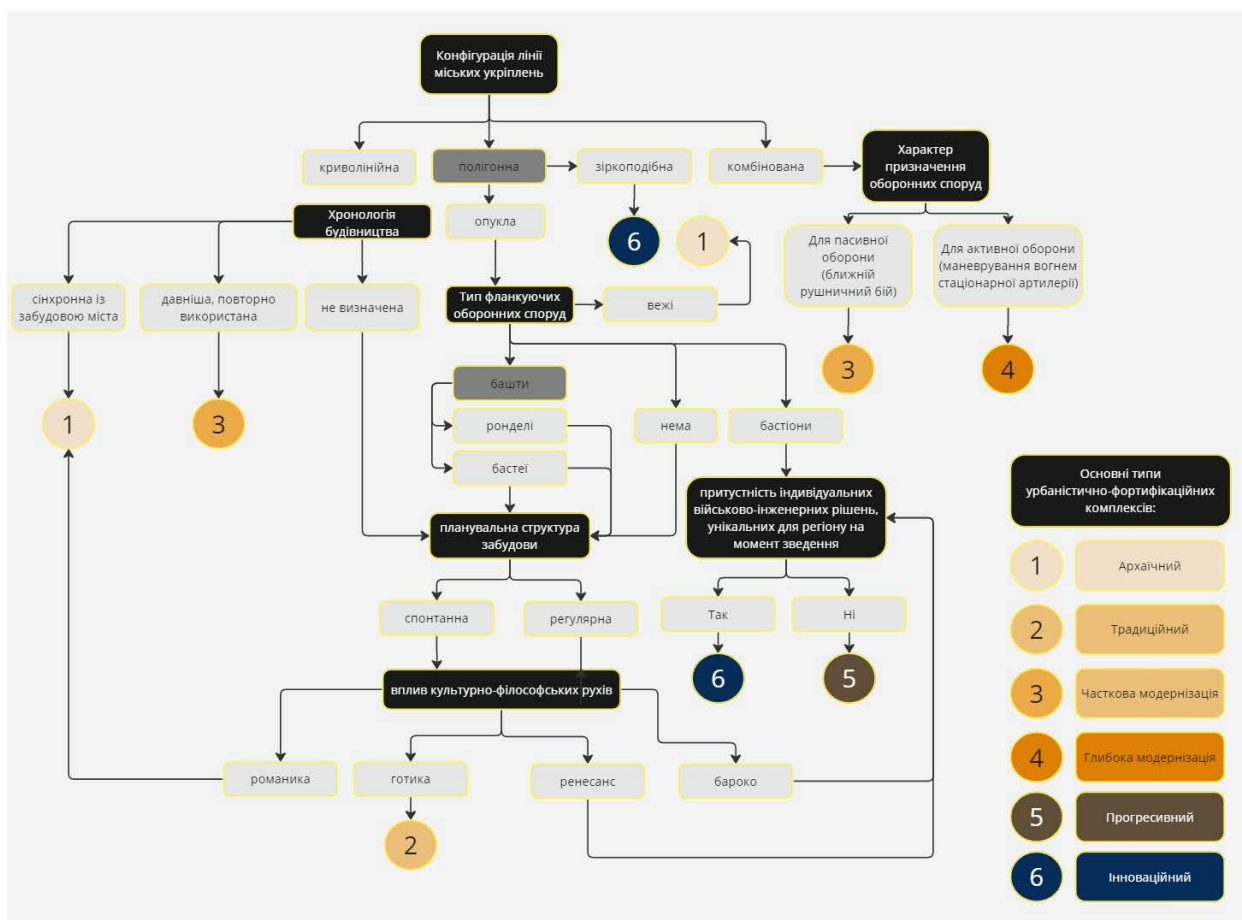 Конфігурація лінії
міських укріплень
криволінійна
полігонна
зіркоподібна
комбінована
Характер
призначення
оборонних споруд
Хронологія
будівництва
опукла
6
1
Для пасивної
оборони
(ближній
рушничний бій)
Для активної оборони
(маневрування вогнем
стаціонарної артилерії)
сінхронна із
забудовою міста
давніша, повторно
використана
не визначена
Тип фланкуючих
оборонних споруд
вежі
3
4
башти
1
3
ронделі
нема
бастіони
бастеї
планувальна структура
забудови
притустність індивідуальних
військово-інженерних рішень,
унікальних для регіону на
момент зведення
спонтанна
регулярна
Так
Ні
6
5
вплив культурно-філософських рухів
романика
готика
ренесанс
бароко
2
Основні типи
урбаністично-фортифікаційних
комплексів:
1
Архаїчний
2
Традиційний
3
Часткова модернізація
4
Глибока модернізація
5
Прогресивний
6
Інноваційний